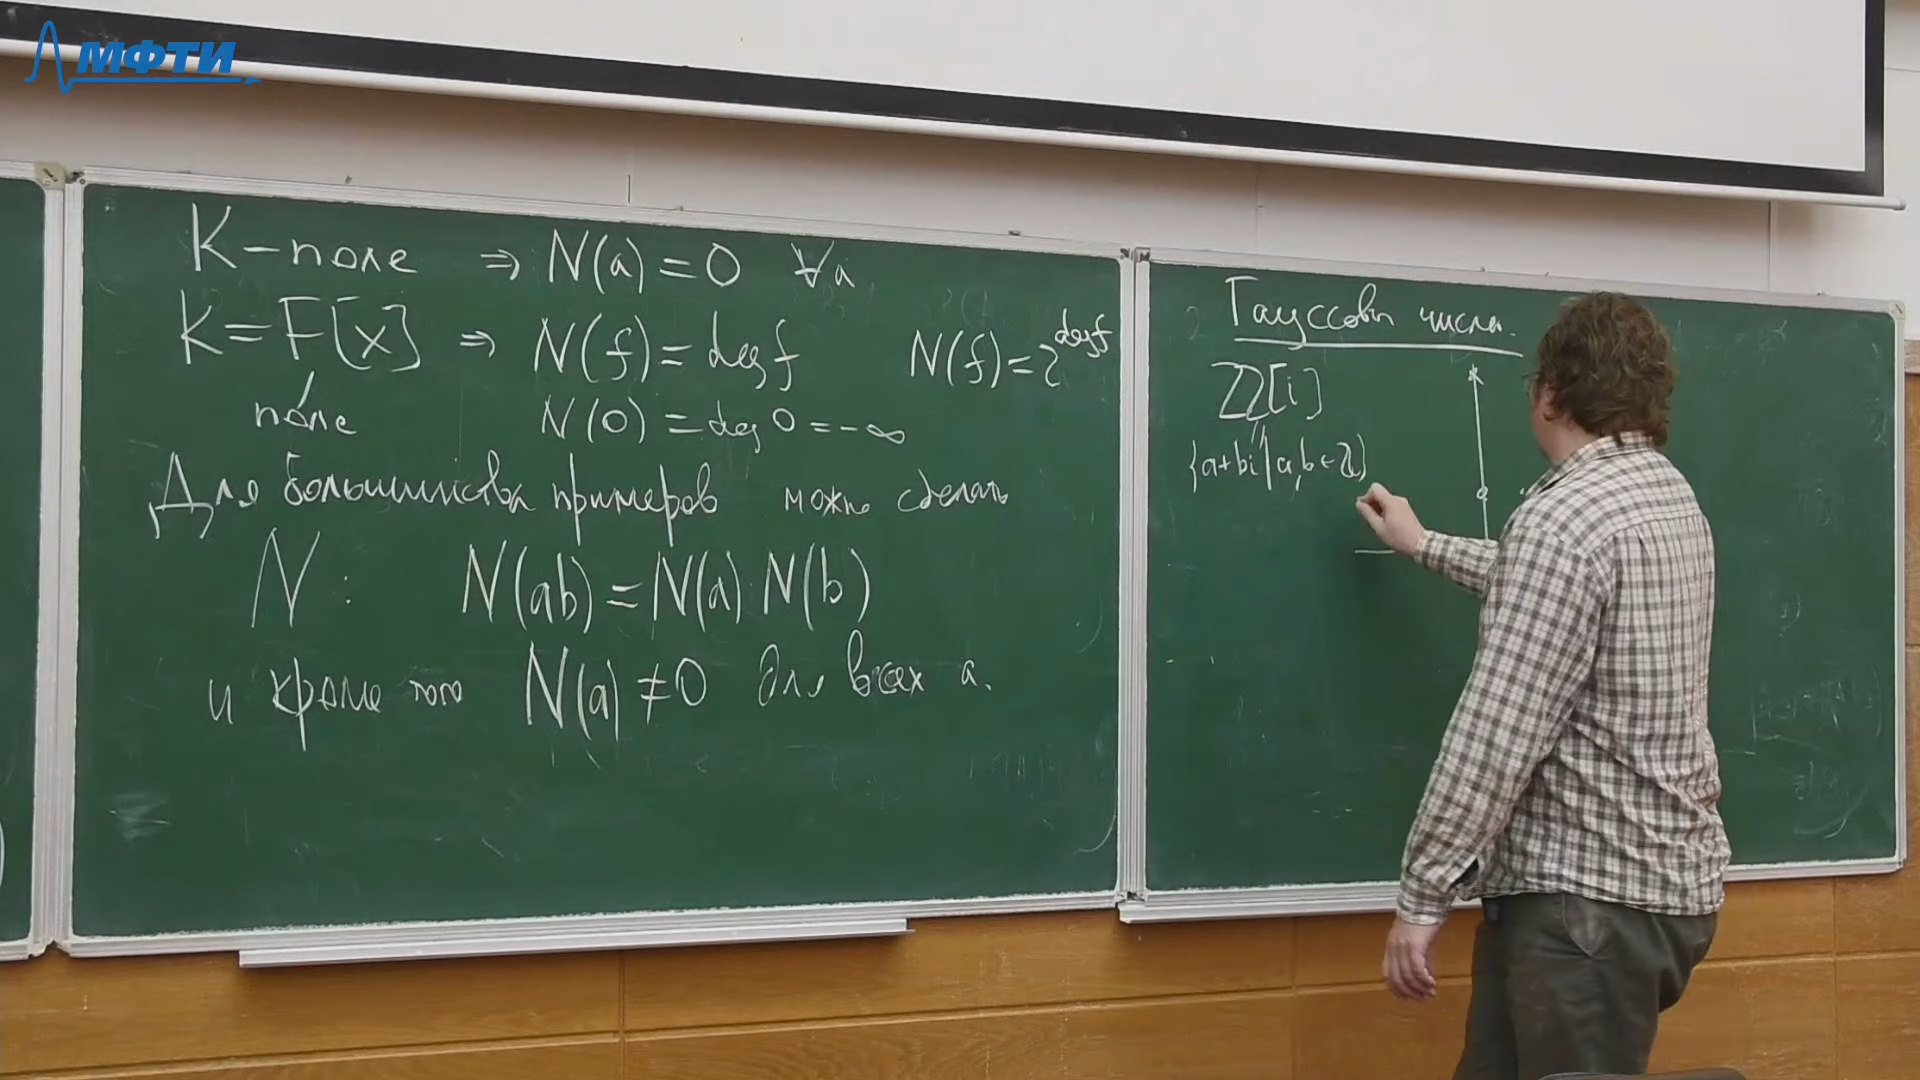 МФТИ
K – поле ⇒ N(a) = 0 ∀a
K = F[x] ⇒ N(f) = deg f N(f) = 2^{deg f}
поле N(0) = deg 0 = -∞
Для большинства примеров можно сделать
N : N(ab) = N(a) N(b)
и кроме того N(a) ≠ 0 для всех a.
Гауссовы числа.
ℤ[i]
{a+bi | a, b ∈ ℤ}